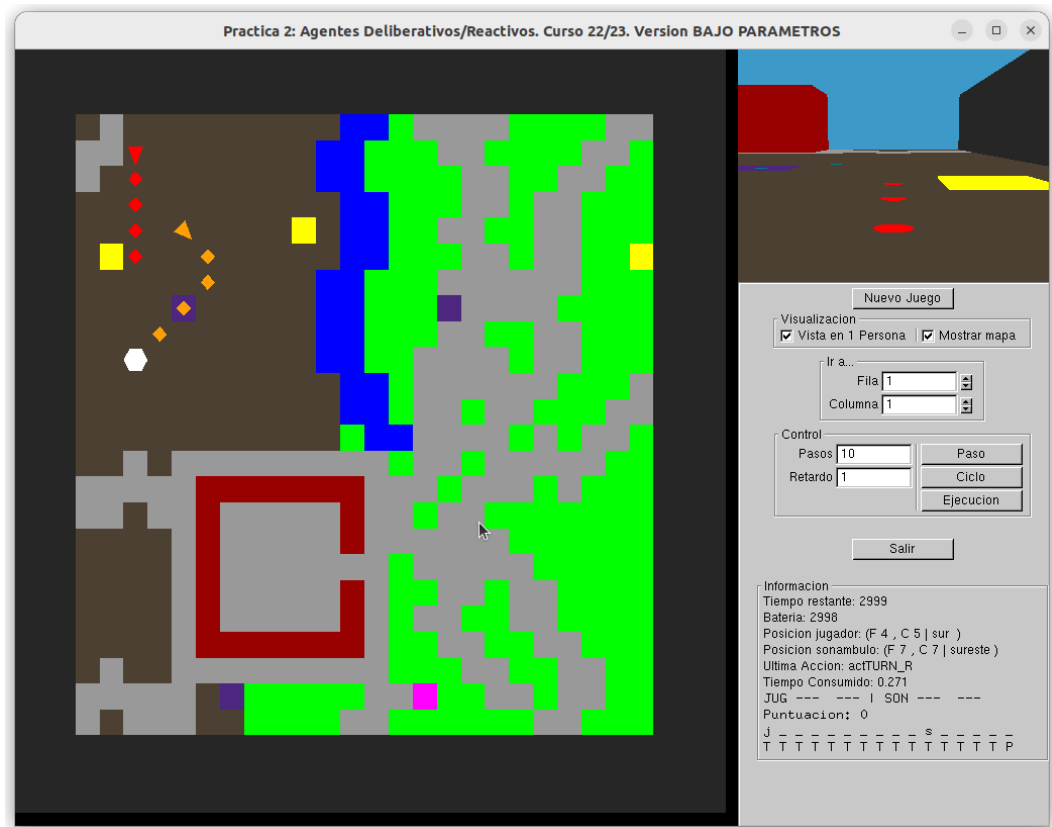 Practica 2: Agentes Deliberativos/Reactivos. Curso 22/23. Version BAJO PARAMETROS
Nuevo Juego
Visualizacion
Vista en 1 Persona
Mostrar mapa
Ir a...
Fila 1
Columna 1
Control
Pasos 10 Paso
Retardo 1 Ciclo
Ejecucion
Salir
Informacion
Tiempo restante: 2999
Bateria: 2998
Posicion jugador: (F 4 , C 5 | sur )
Posicion sonambulo: (F 7 , C 7 | sureste )
Ultima Accion: actTURN_R
Tiempo Consumido: 0.271
JUG --- --- | SON --- ---
Puntuacion: 0
j _ _ _ _ _ _ _ _ s _ _ _ _ _
T T T T T T T T T T T T T T T P